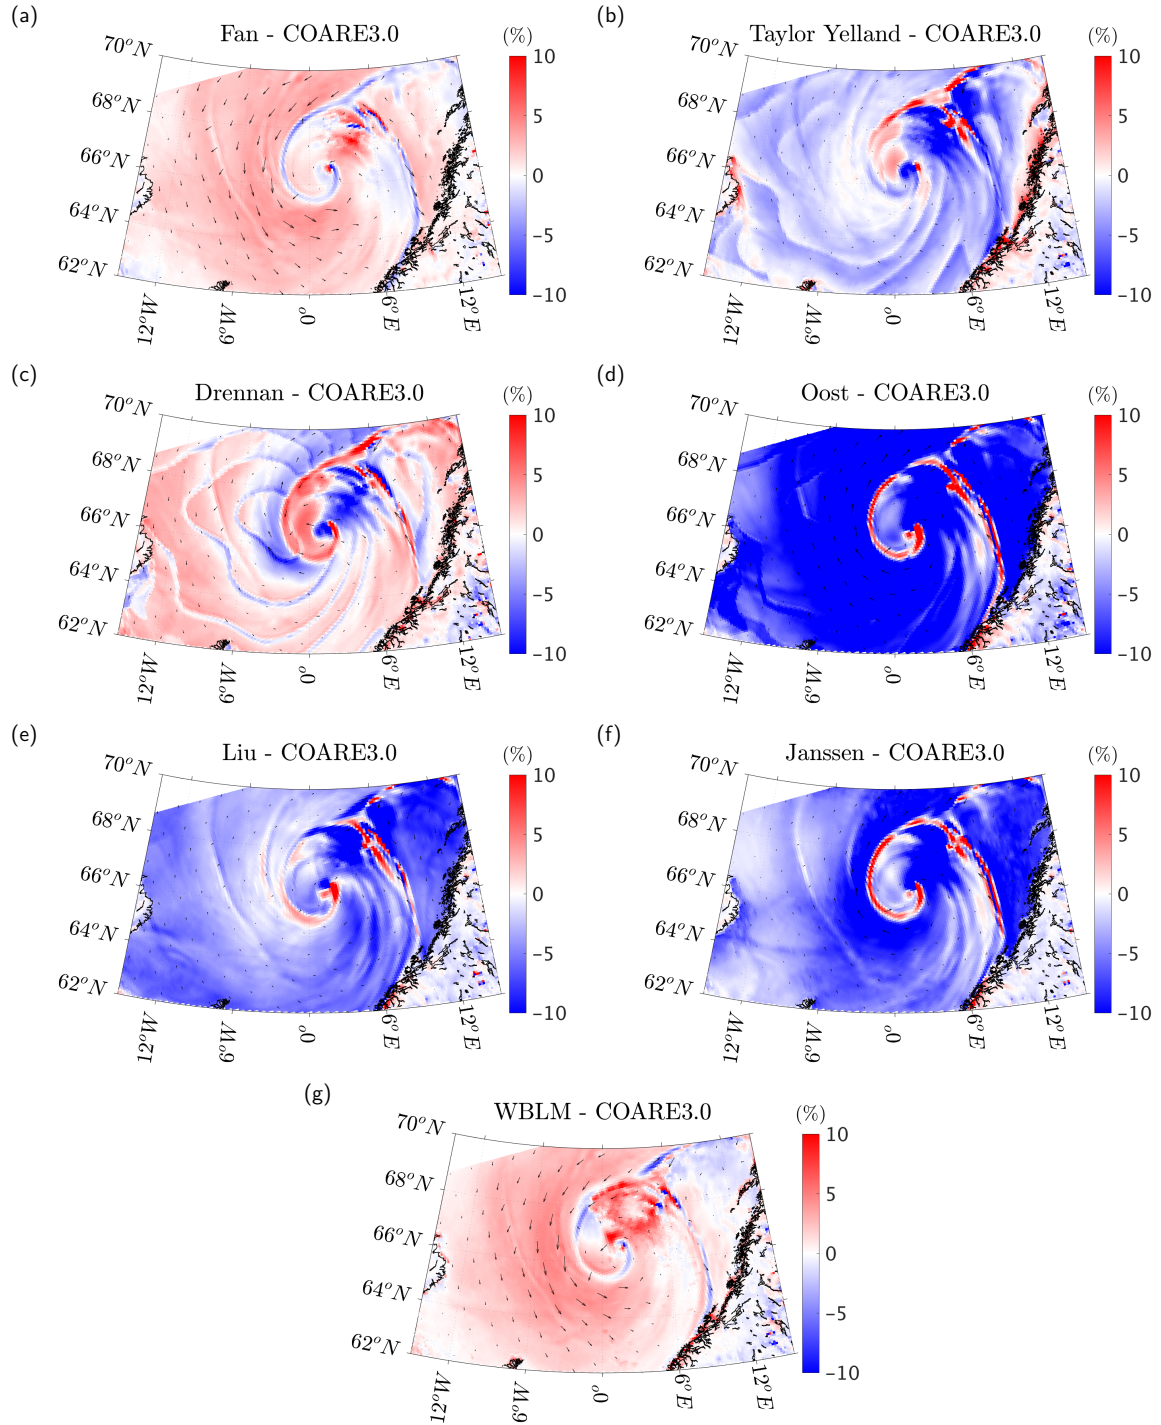 (a)
Fan - COARE3.0
(%)
70°N
68°N
66°N
64°N
62°N
12°W
6°W
0°
6°E
12°E
10
5
0
−5
−10
(b)
Taylor Yelland - COARE3.0
(%)
70°N
68°N
66°N
64°N
62°N
12°W
6°W
0°
6°E
12°E
10
5
0
−5
−10
(c)
Drennan - COARE3.0
(%)
70°N
68°N
66°N
64°N
62°N
12°W
6°W
0°
6°E
12°E
10
5
0
−5
−10
(d)
Oost - COARE3.0
(%)
70°N
68°N
66°N
64°N
62°N
12°W
6°W
0°
6°E
12°E
10
5
0
−5
−10
(e)
Liu - COARE3.0
(%)
70°N
68°N
66°N
64°N
62°N
12°W
6°W
0°
6°E
12°E
10
5
0
−5
−10
(f)
Janssen - COARE3.0
(%)
70°N
68°N
66°N
64°N
62°N
12°W
6°W
0°
6°E
12°E
10
5
0
−5
−10
(g)
WBLM - COARE3.0
(%)
70°N
68°N
66°N
64°N
62°N
12°W
6°W
0°
6°E
12°E
10
5
0
−5
−10